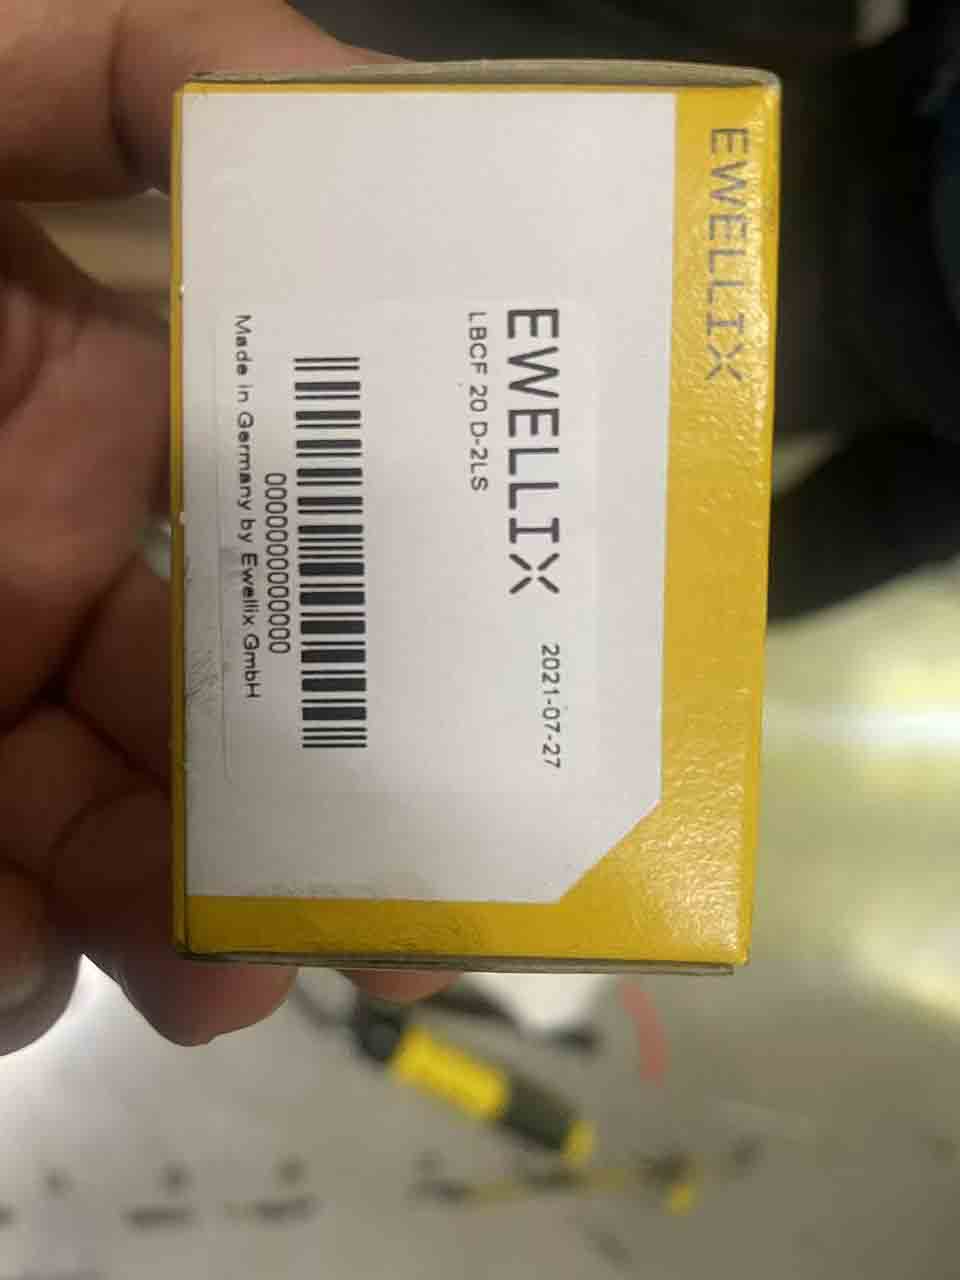 EWELLIX
EWELLIX 2021-07-27
LBCF 20 D-2LS
0000000000000
Made in Germany by Ewellix GmbH